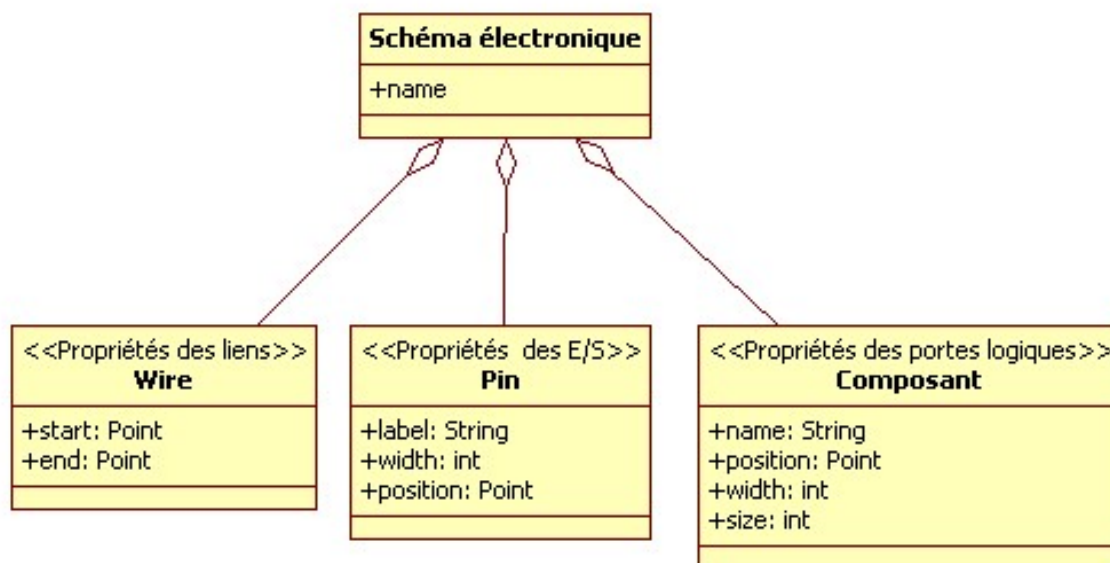 Schéma électronique
+name
<<Propriétés des liens>>
Wire
+start: Point
+end: Point
<<Propriétés des E/S>>
Pin
+label: String
+width: int
+position: Point
<<Propriétés des portes logiques>>
Composant
+name: String
+position: Point
+width: int
+size: int